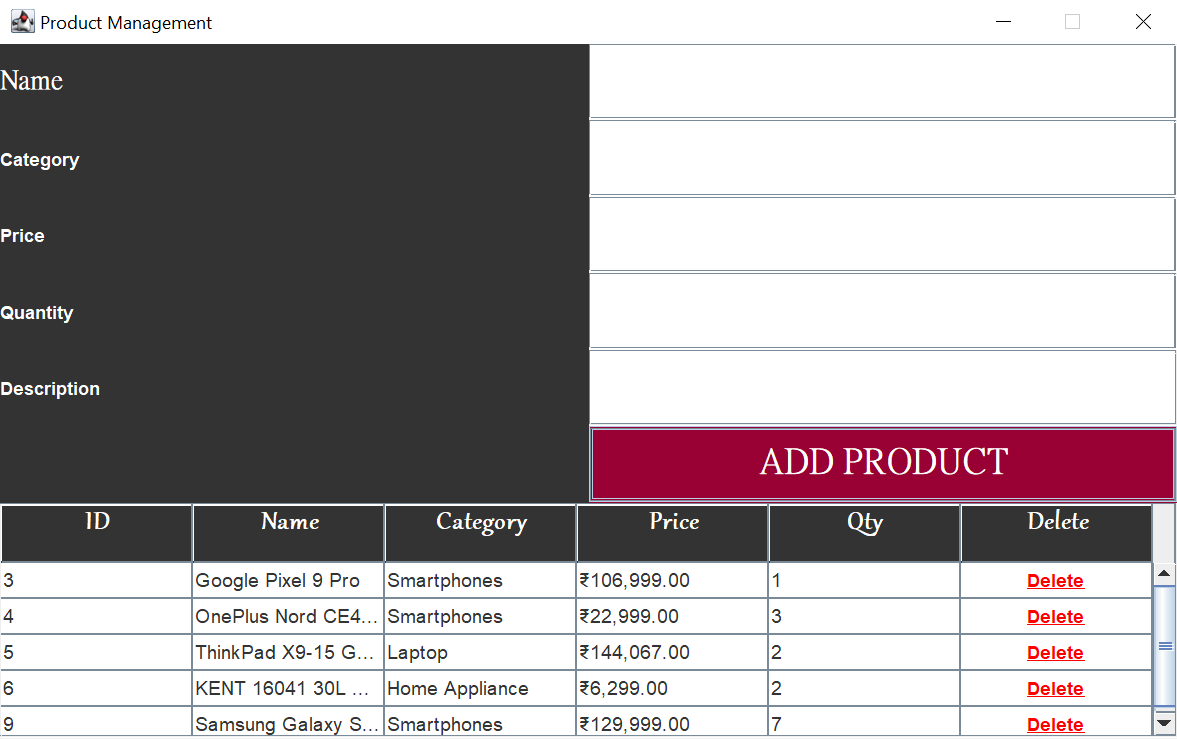 Product Management
Name
Category
Price
Quantity
Description
ADD PRODUCT
ID Name Category Price Qty Delete
3 Google Pixel 9 Pro Smartphones ₹106,999.00 1 Delete
4 OnePlus Nord CE4... Smartphones ₹22,999.00 3 Delete
5 ThinkPad X9-15 G... Laptop ₹144,067.00 2 Delete
6 KENT 16041 30L ... Home Appliance ₹6,299.00 2 Delete
9 Samsung Galaxy S... Smartphones ₹129,999.00 7 Delete